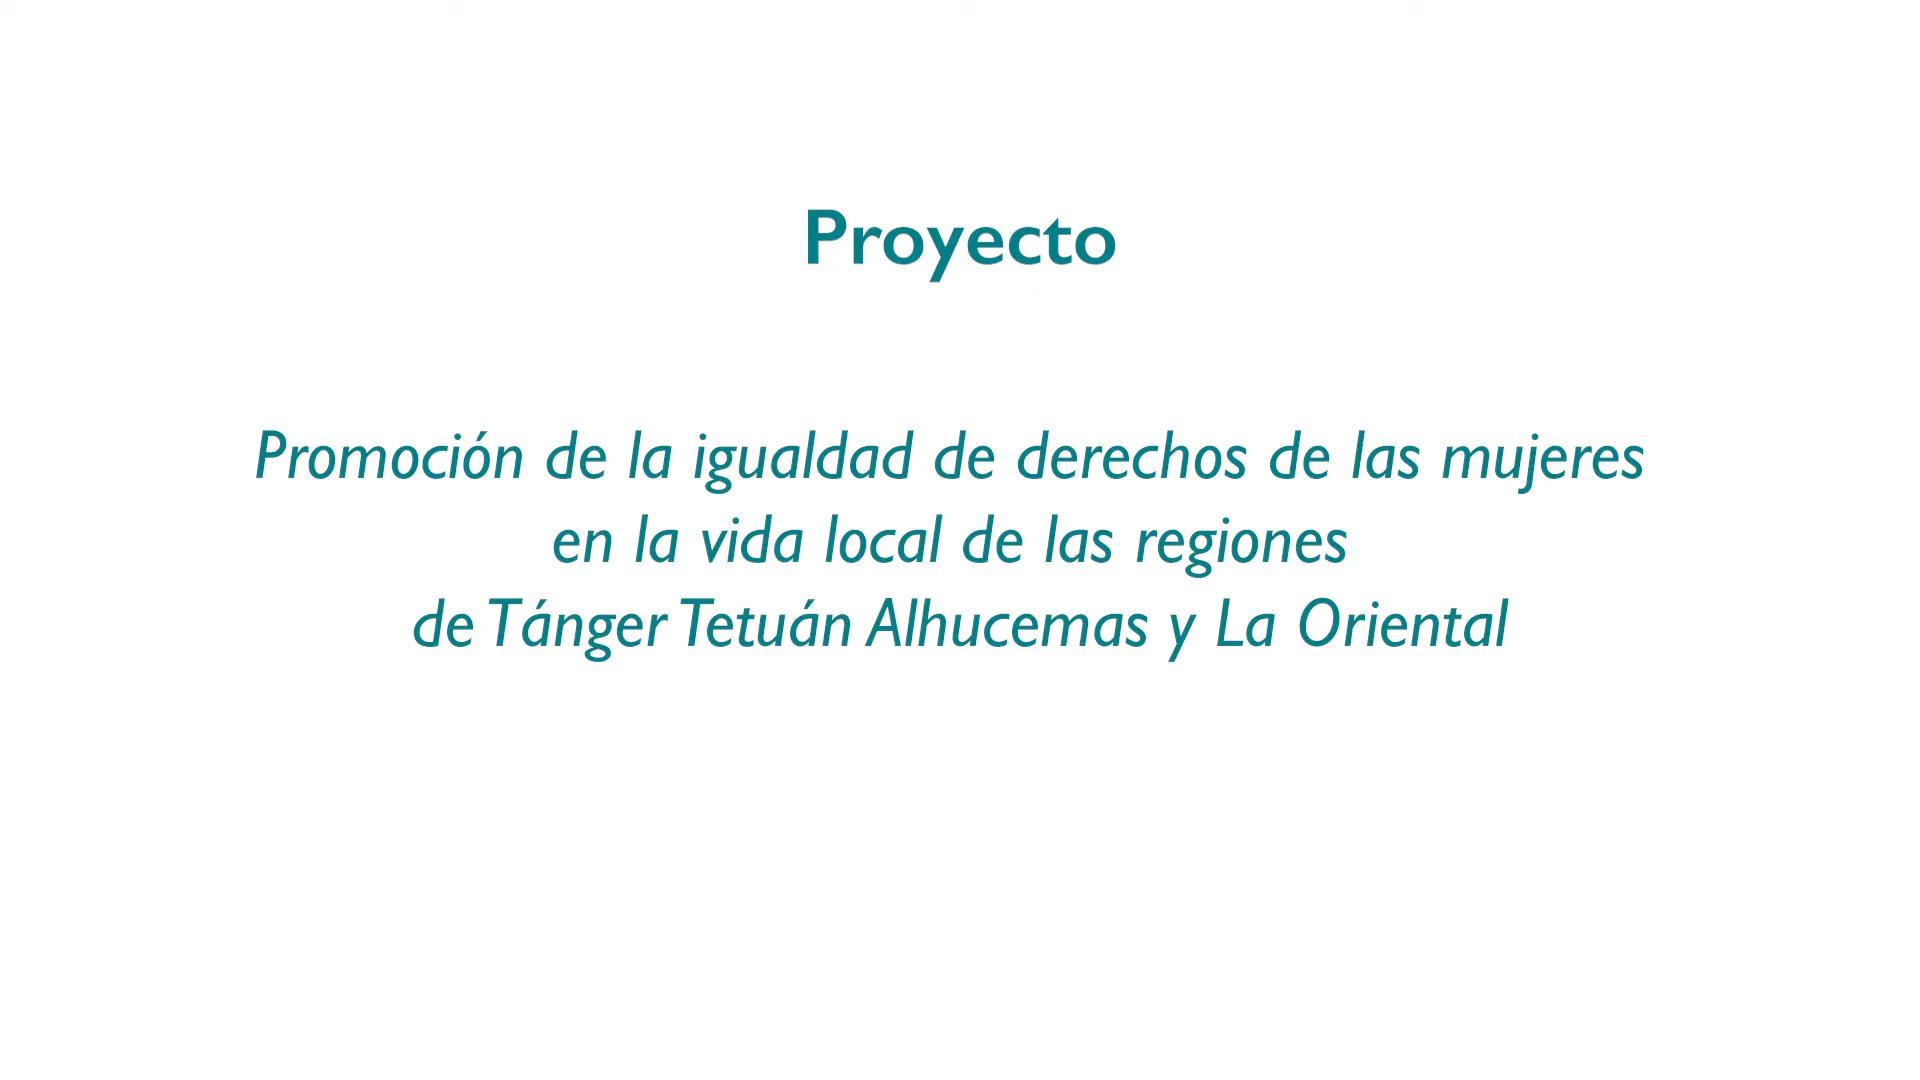 Proyecto
Promoción de la igualdad de derechos de las mujeres
en la vida local de las regiones
de Tánger Tetuán Alhucemas y La Oriental